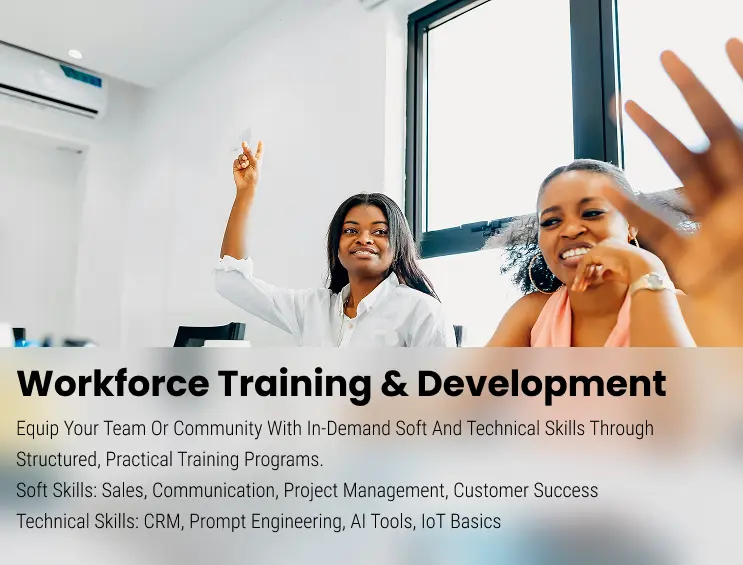 Workforce Training & Development
Equip Your Team Or Community With In-Demand Soft And Technical Skills Through
Structured, Practical Training Programs.
Soft Skills: Sales, Communication, Project Management, Customer Success
Technical Skills: CRM, Prompt Engineering, AI Tools, IoT Basics